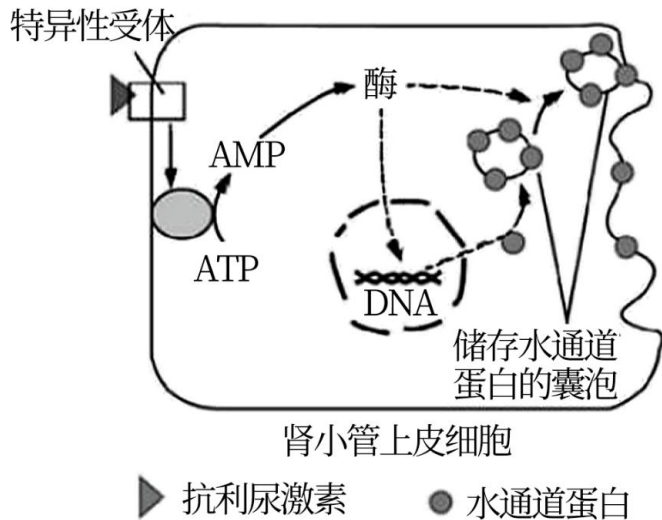 特异性受体
酶
AMP
ATP
DNA
储存水通道
蛋白的囊泡
肾小管上皮细胞
抗利尿激素 水通道蛋白